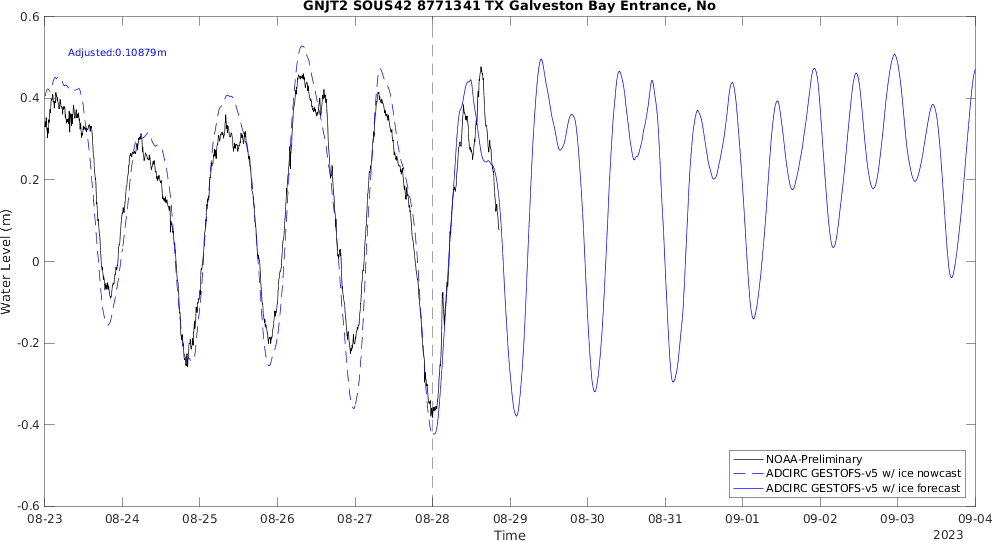 GNJT2 SOUS42 8771341 TX Galveston Bay Entrance, No
Adjusted:0.10879m
Water Level (m)
0.6
0.4
0.2
0
-0.2
-0.4
-0.6
NOAA-Preliminary
ADCIRC GESTOFS-v5 w/ ice nowcast
ADCIRC GESTOFS-v5 w/ ice forecast
08-23 08-24 08-25 08-26 08-27 08-28 08-29 08-30 08-31 09-01 09-02 09-03 09-04
Time
2023